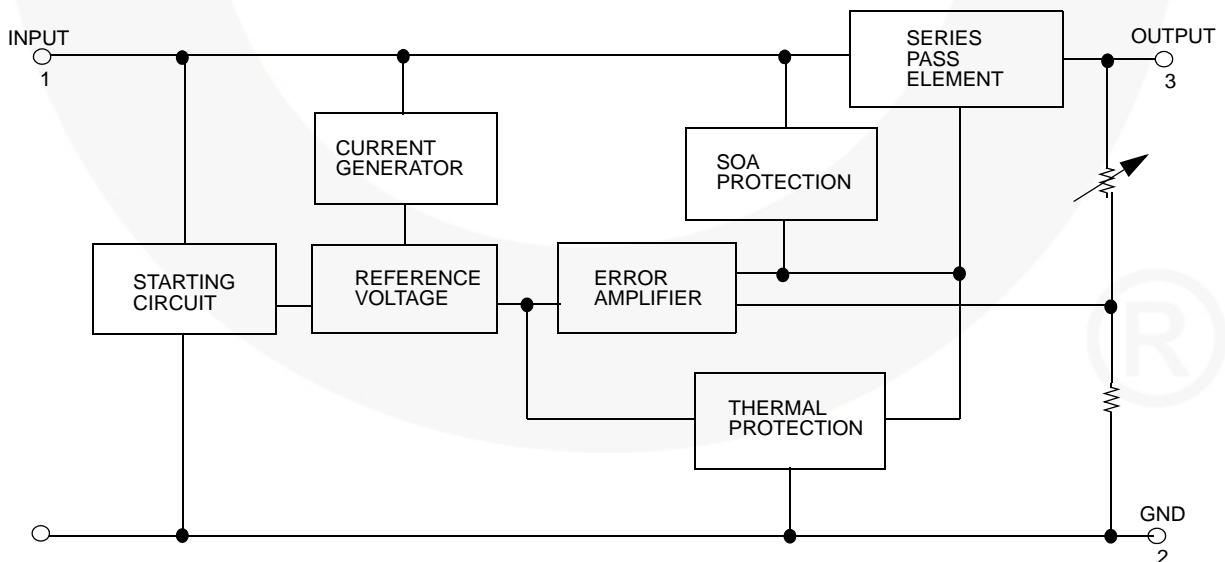 INPUT
1
SERIES
PASS
ELEMENT
OUTPUT
3
CURRENT
GENERATOR
SOA
PROTECTION
STARTING
CIRCUIT
REFERENCE
VOLTAGE
ERROR
AMPLIFIER
THERMAL
PROTECTION
GND
2
®